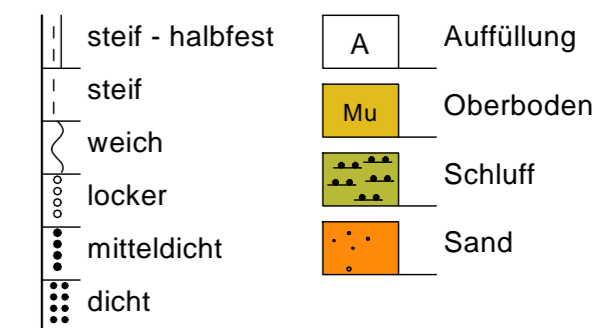 steif - halbfest
steif
weich
locker
mitteldicht
dicht
A Auffüllung
Mu Oberboden
Schluff
Sand